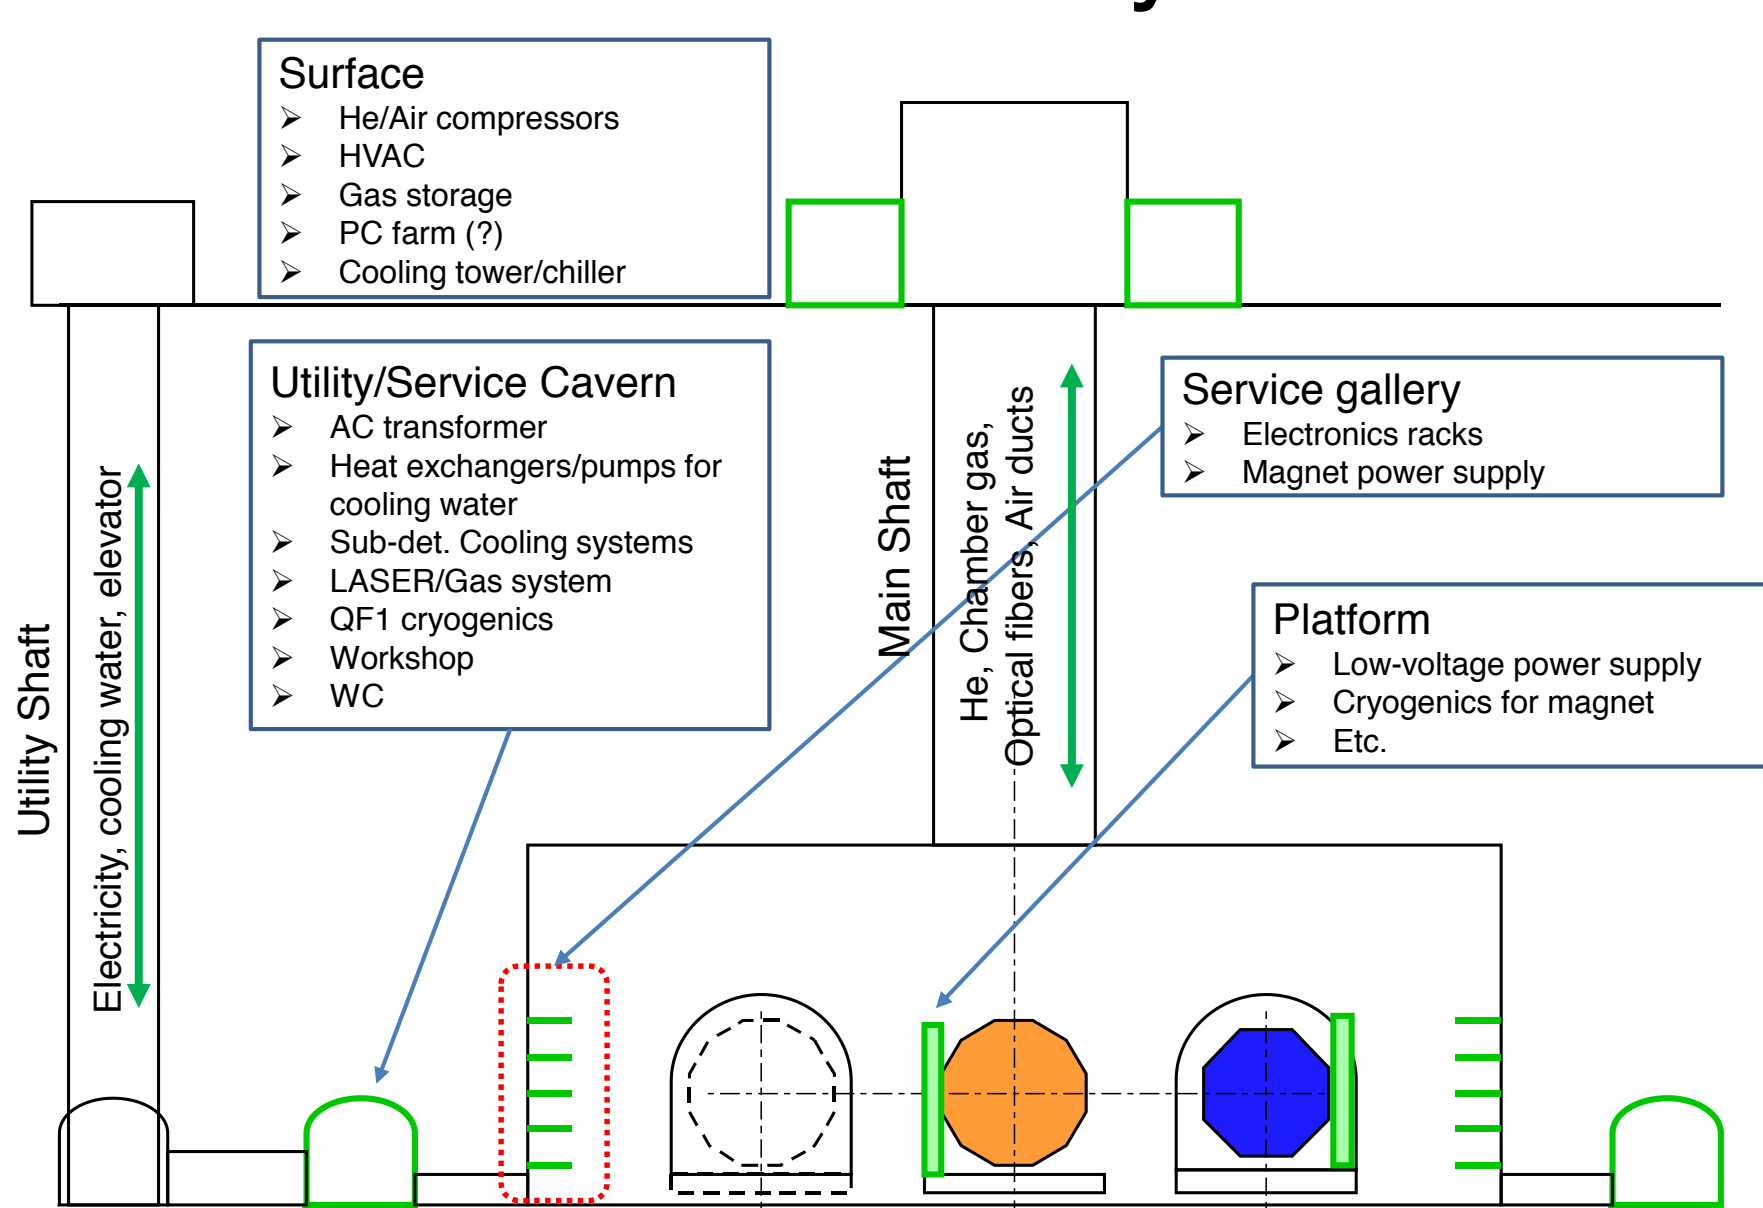 Surface
➢ He/Air compressors
➢ HVAC
➢ Gas storage
➢ PC farm (?)
➢ Cooling tower/chiller
Utility/Service Cavern
➢ AC transformer
➢ Heat exchangers/pumps for
cooling water
➢ Sub-det. Cooling systems
➢ LASER/Gas system
➢ QF1 cryogenics
➢ Workshop
➢ WC
Service gallery
➢ Electronics racks
➢ Magnet power supply
Platform
➢ Low-voltage power supply
➢ Cryogenics for magnet
➢ Etc.
Utility Shaft
Electricity, cooling water, elevator
Main Shaft
He, Chamber gas,
Optical fibers, Air ducts